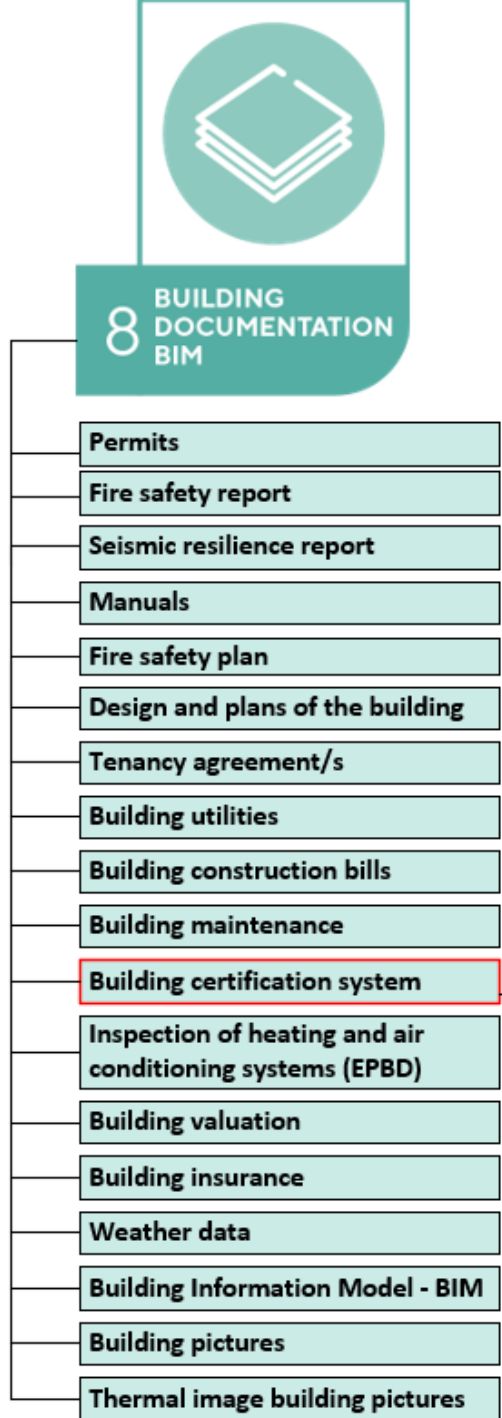 8
BUILDING
DOCUMENTATION
BIM
Permits
Fire safety report
Seismic resilience report
Manuals
Fire safety plan
Design and plans of the building
Tenancy agreement/s
Building utilities
Building construction bills
Building maintenance
Building certification system
Inspection of heating and air
conditioning systems (EPBD)
Building valuation
Building insurance
Weather data
Building Information Model - BIM
Building pictures
Thermal image building pictures